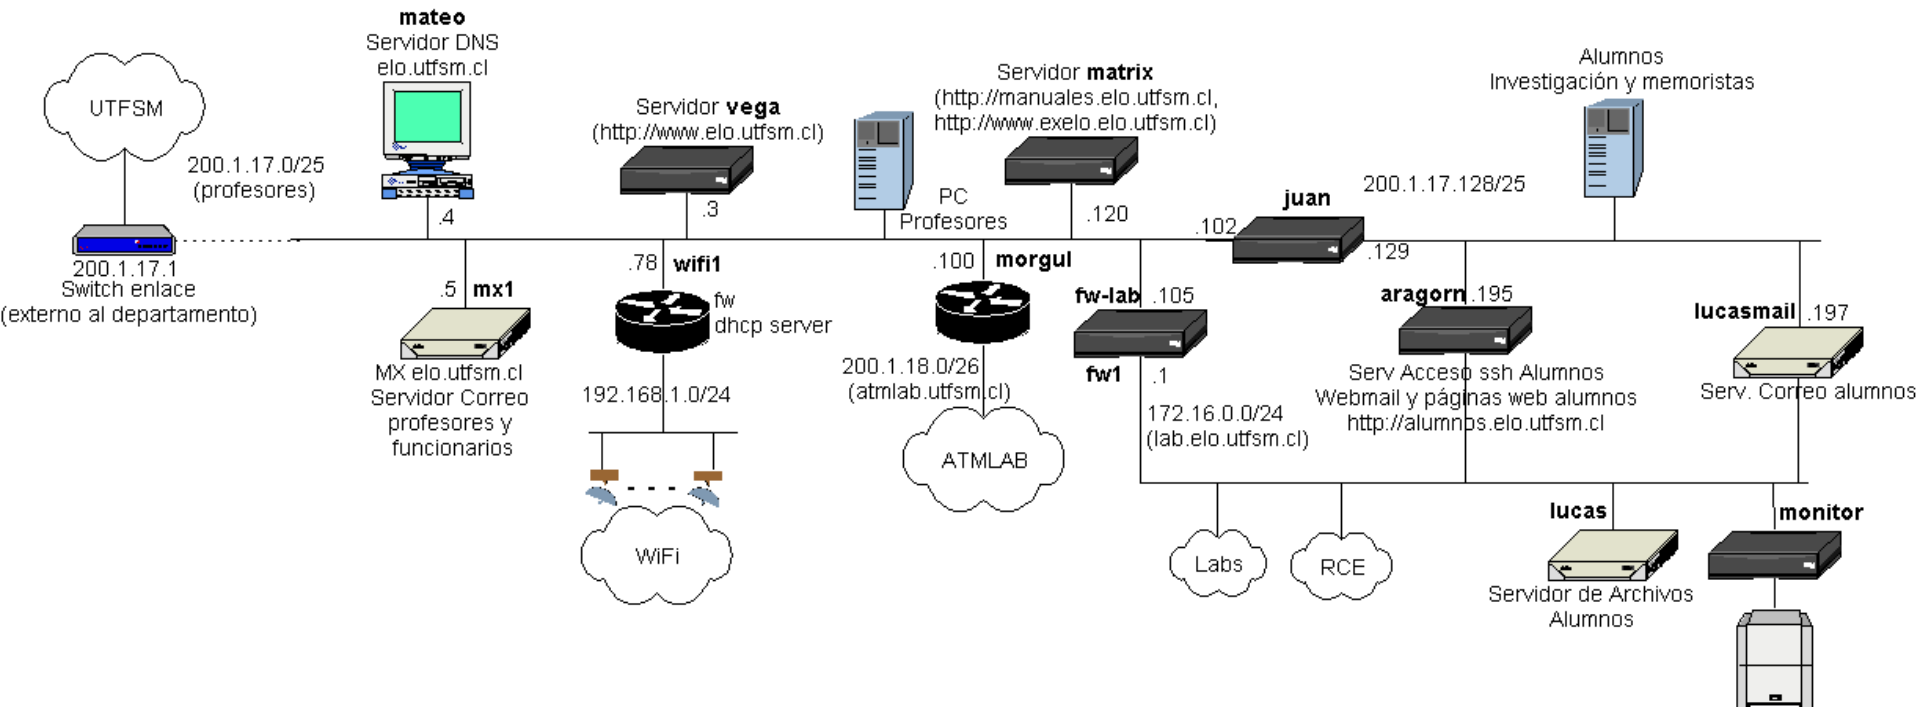 mateo
Servidor DNS
elo.utfsm.cl
UTFSM
200.1.17.0/25
(profesores)
.4
200.1.17.1
Switch enlace
(externo al departamento)
.5 mx1
MX elo.utfsm.cl
Servidor Correo
profesores y
funcionarios
Servidor vega
(http://www.elo.utfsm.cl)
.3
.78 wifi1
fw
dhcp server
192.168.1.0/24
WiFi
PC
Profesores
Servidor matrix
(http://manuales.elo.utfsm.cl,
http://www.exelo.elo.utfsm.cl)
.120
.100 morgul
200.1.18.0/26
(atmlab.utfsm.cl)
ATMLAB
fw-lab .105
fw1 .1
172.16.0.0/24
(lab.elo.utfsm.cl)
Labs
RCE
juan
.102
.129
200.1.17.128/25
Alumnos
Investigación y memoristas
aragorn .195
Serv Acceso ssh Alumnos
Webmail y páginas web alumnos
http://alumnos.elo.utfsm.cl
lucasmail .197
Serv. Correo alumnos
lucas
Servidor de Archivos
Alumnos
monitor